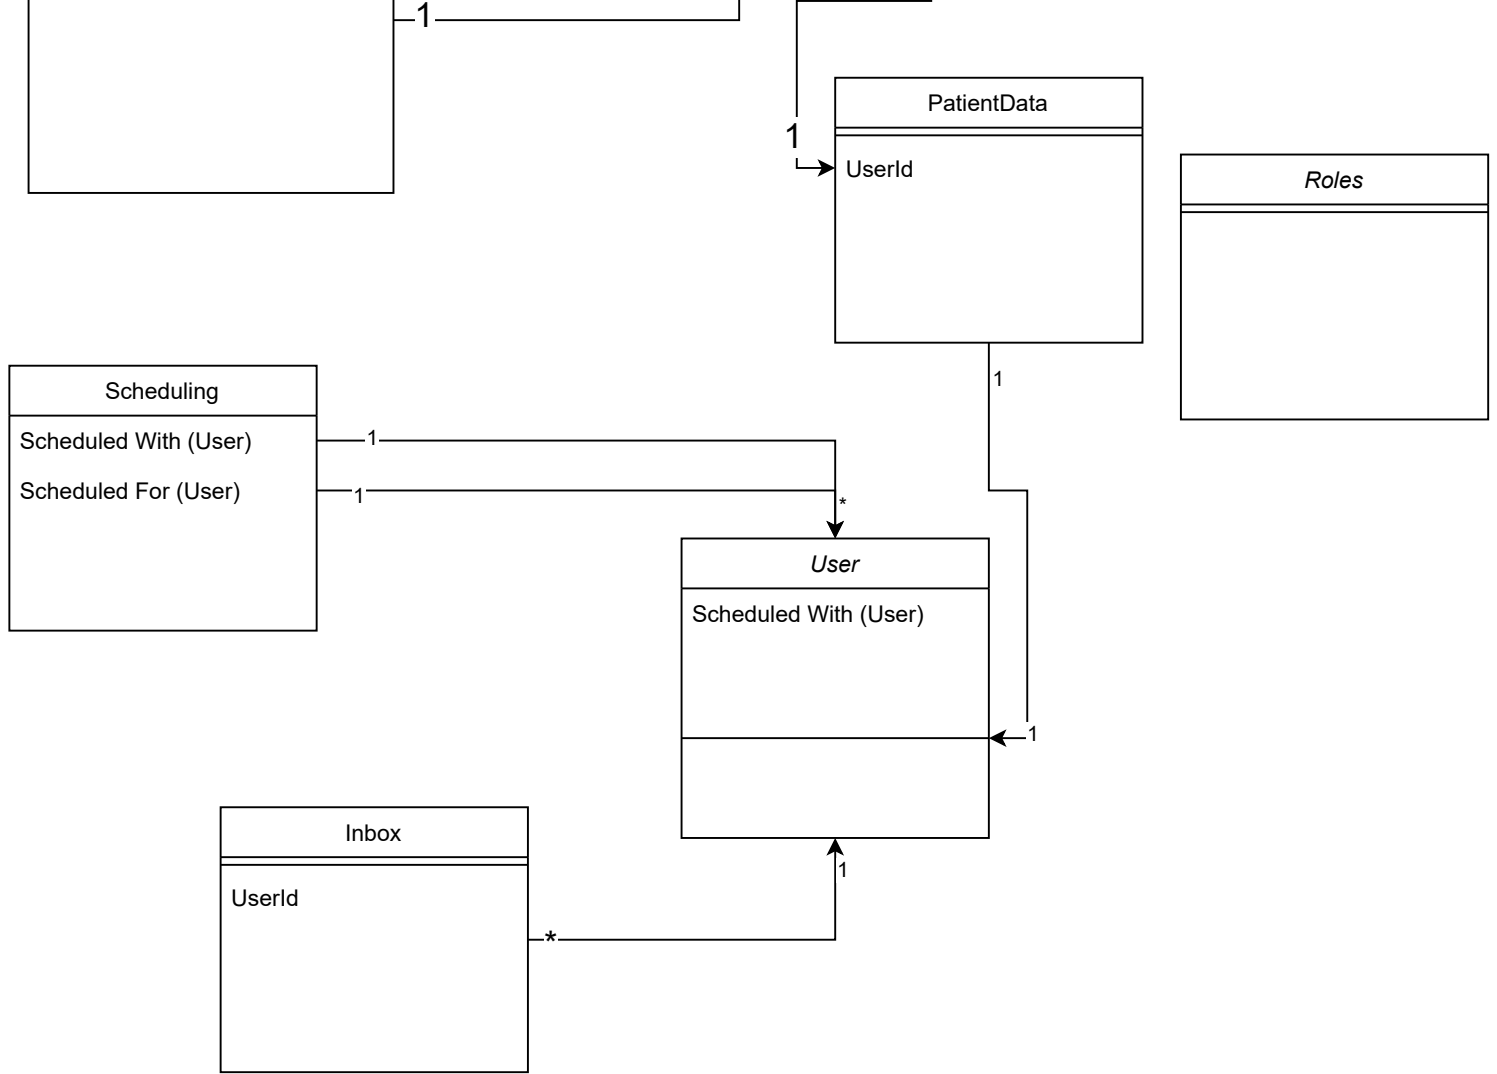 1
PatientData
1
UserId
Roles
1
Scheduling
Scheduled With (User)
1
Scheduled For (User)
1
*
User
Scheduled With (User)
1
Inbox
1
UserId
*